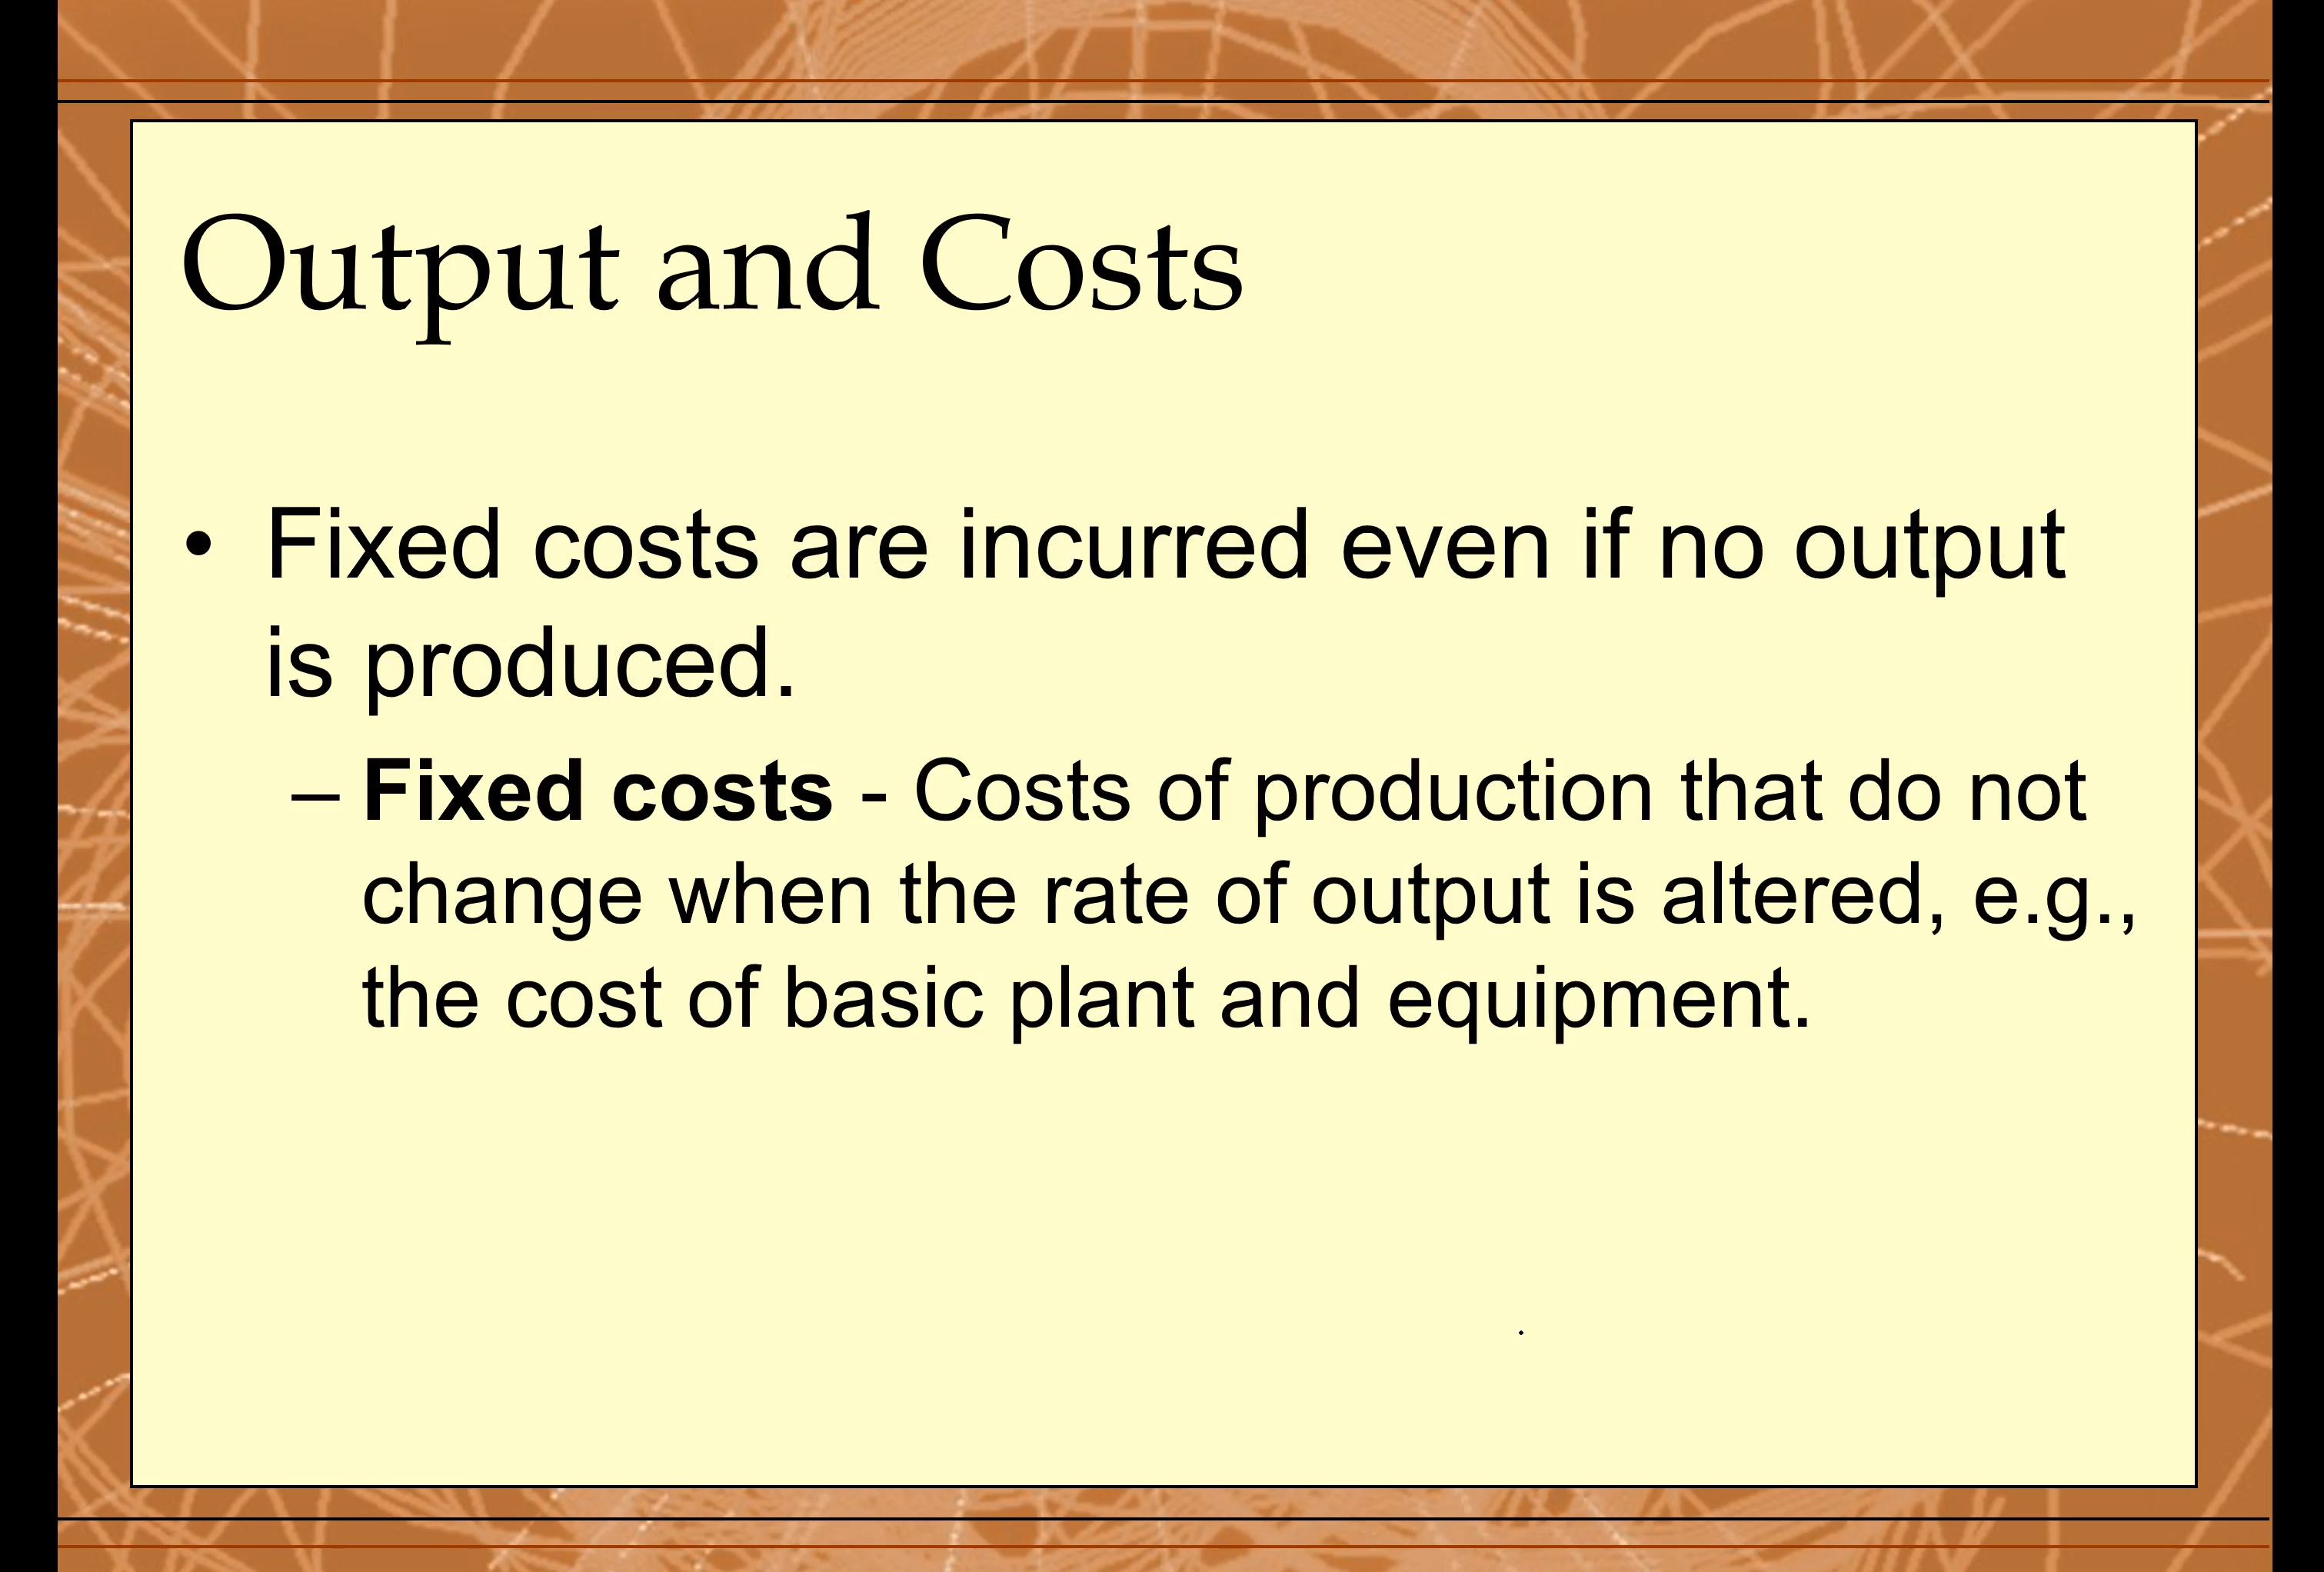 Output and Costs
• Fixed costs are incurred even if no output
is produced.
– Fixed costs - Costs of production that do not
change when the rate of output is altered, e.g.,
the cost of basic plant and equipment.
.